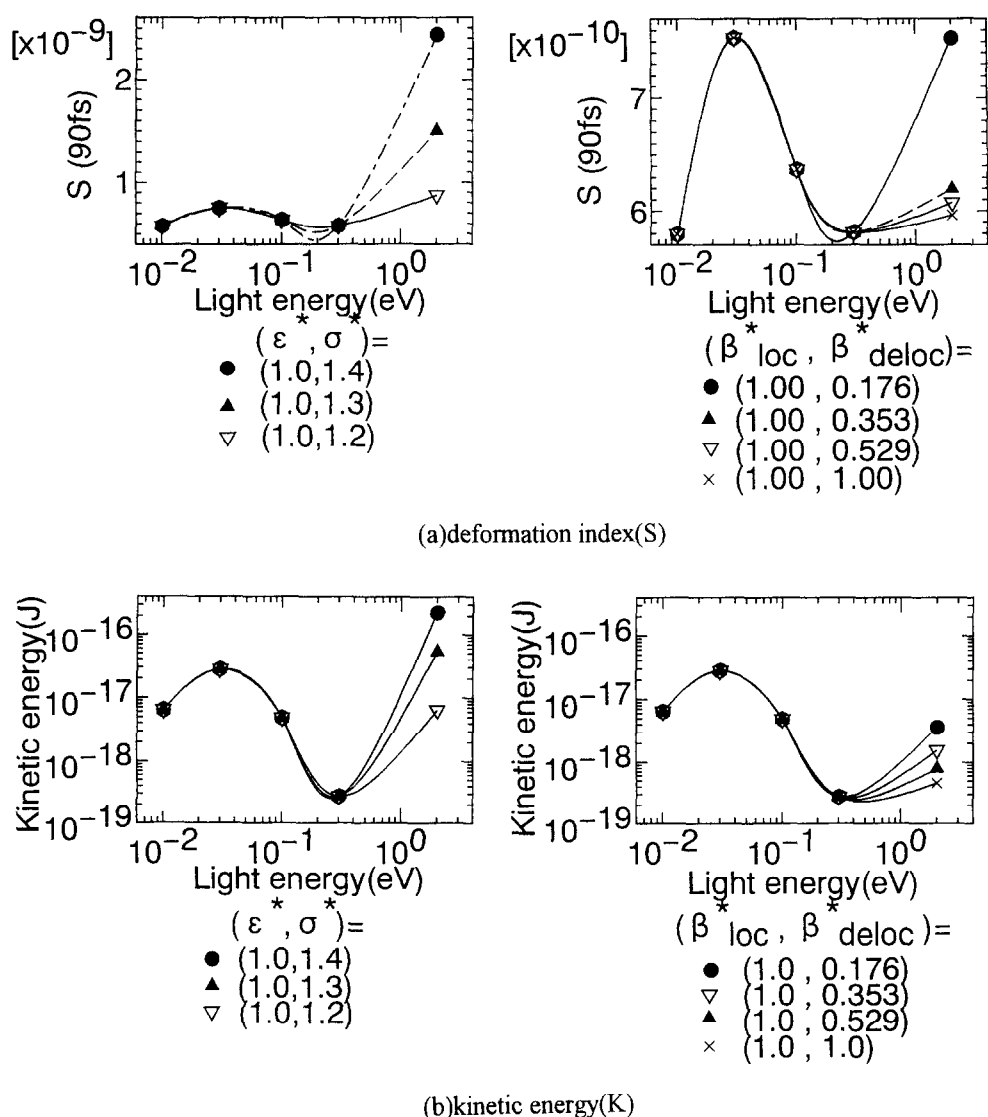 [x10−9]
S (90fs)
2
1
10−2 10−1 100
Light energy(eV)
(ε*,σ*)=
● (1.0,1.4)
▲ (1.0,1.3)
▽ (1.0,1.2)
[x10−10]
S (90fs)
7
6
10−2 10−1 100
Light energy(eV)
(β*loc , β*deloc)=
● (1.00 , 0.176)
▲ (1.00 , 0.353)
▽ (1.00 , 0.529)
× (1.00 , 1.00)
(a)deformation index(S)
Kinetic energy(J)
10−16
10−17
10−18
10−19
10−2 10−1 100
Light energy(eV)
(ε*,σ*)=
● (1.0,1.4)
▲ (1.0,1.3)
▽ (1.0,1.2)
Kinetic energy(J)
10−16
10−17
10−18
10−19
10−2 10−1 100
Light energy(eV)
(β*loc , β*deloc)=
● (1.0 , 0.176)
▽ (1.0 , 0.353)
▲ (1.0 , 0.529)
× (1.0 , 1.0)
(b)kinetic energy(K)